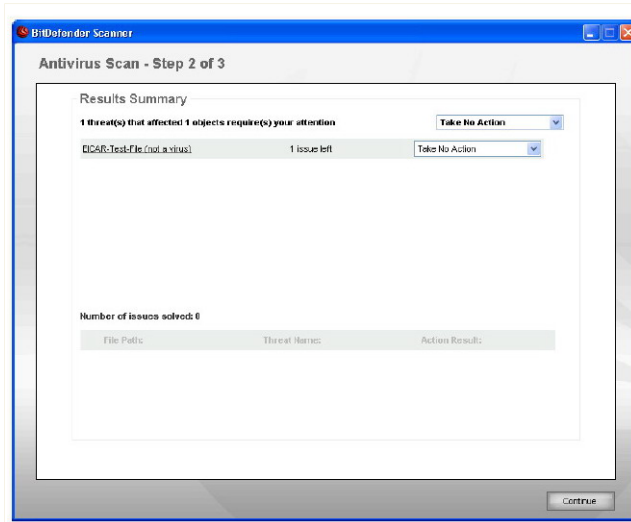 BitDefender Scanner
Antivirus Scan - Step 2 of 3
Results Summary
1 threat(s) that affected 1 objects require(s) your attention
Take No Action
EICAR-Test-File (not a virus)
1 issue left
Take No Action
Number of issues solved: 0
File Path:
Threat Name:
Action Result:
Continue